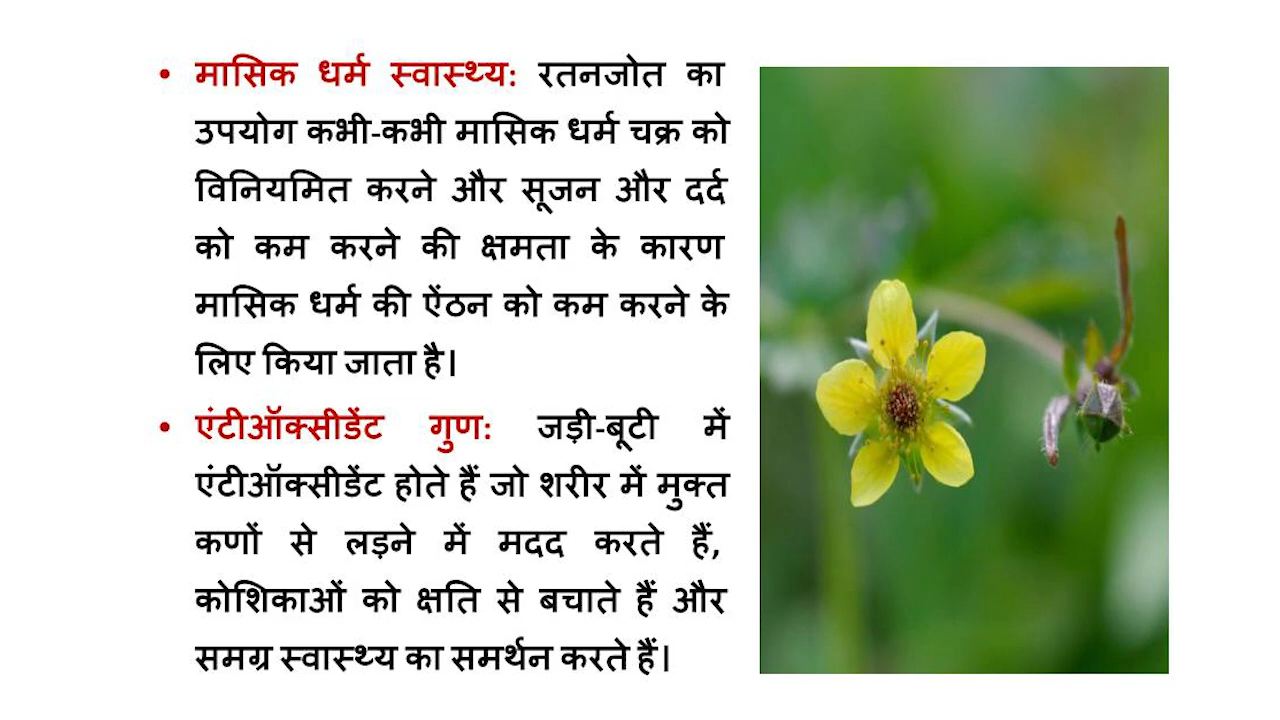 • मासिक धर्म स्वास्थ्य: रतनजोत का
उपयोग कभी-कभी मासिक धर्म चक्र को
विनियमित करने और सूजन और दर्द
को कम करने की क्षमता के कारण
मासिक धर्म की ऐंठन को कम करने के
लिए किया जाता है।
• एंटीऑक्सीडेंट गुण: जड़ी-बूटी में
एंटीऑक्सीडेंट होते हैं जो शरीर में मुक्त
कणों से लड़ने में मदद करते हैं,
कोशिकाओं को क्षति से बचाते हैं और
समग्र स्वास्थ्य का समर्थन करते हैं।